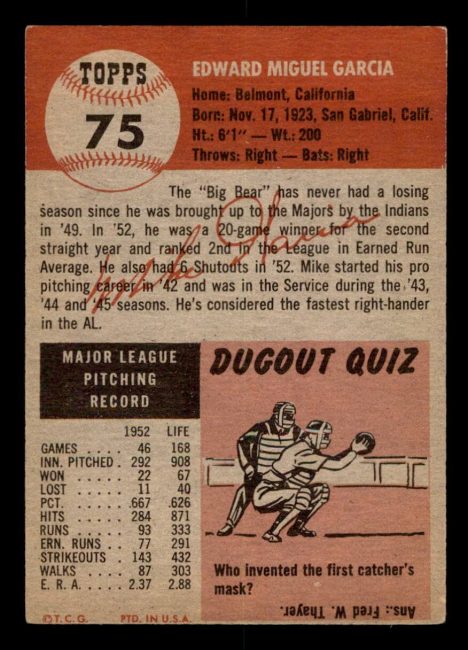 TOPPS
75
EDWARD MIGUEL GARCIA
Home: Belmont, California
Born: Nov. 17, 1923, San Gabriel, Calif.
Ht.: 6'1" — Wt.: 200
Throws: Right — Bats: Right
The "Big Bear" has never had a losing
season since he was brought up to the Majors by the Indians
in '49. In '52, he was a 20-game winner for the second
straight year and ranked 2nd in the League in Earned Run
Average. He also had 6 Shutouts in '52. Mike started his pro
pitching career in '42 and was in the Service during the '43,
'44 and '45 seasons. He's considered the fastest right-hander
in the AL.
Mike Garcia
MAJOR LEAGUE
PITCHING
RECORD
1952 LIFE
GAMES . . . . 46 168
INN. PITCHED . 292 908
WON . . . . . 22 67
LOST . . . . . 11 40
PCT. . . . . . .667 .626
HITS . . . . . 284 871
RUNS . . . . . 93 333
ERN. RUNS . . 77 291
STRIKEOUTS . 143 432
WALKS . . . . 87 303
E. R. A. . . . . 2.37 2.88
© T. C. G. PTD. IN U.S.A.
DUGOUT QUIZ
Who invented the first catcher's
mask?
Ans.: Fred W. Thayer.